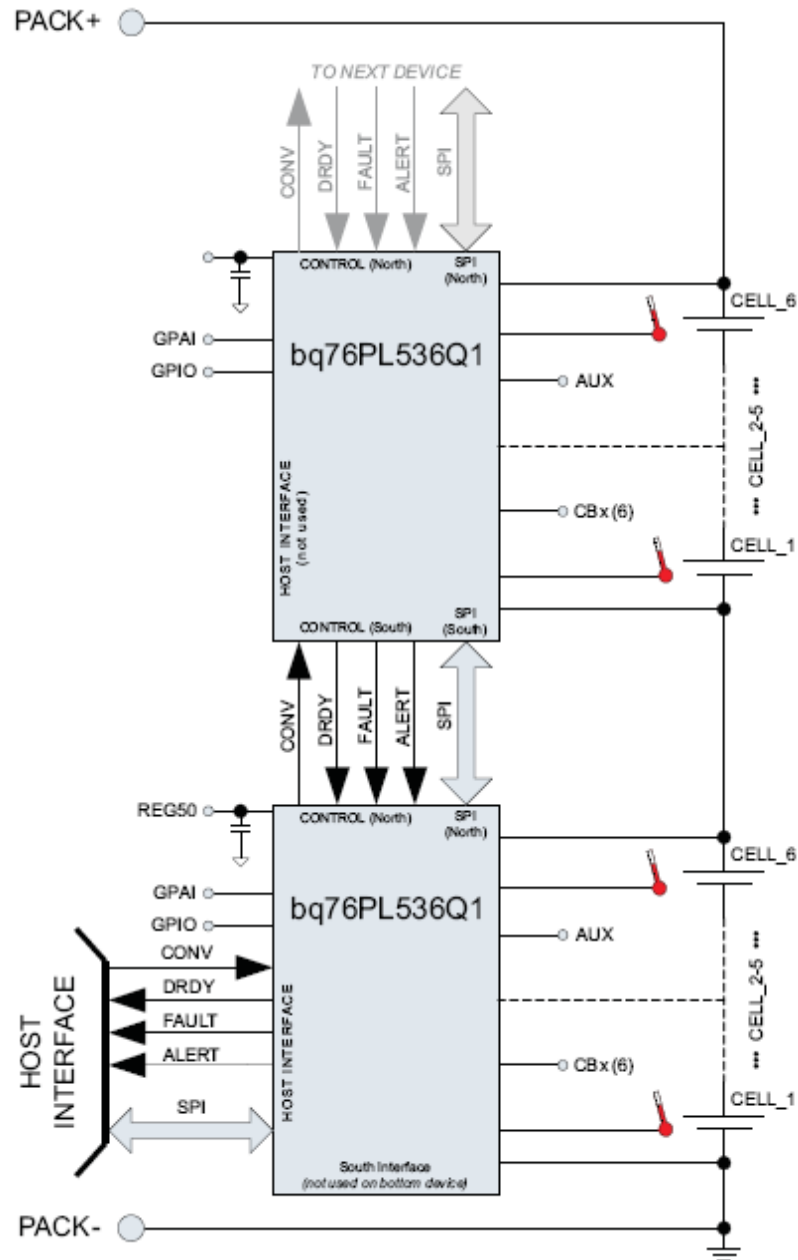 PACK+
TO NEXT DEVICE
CONV
DRDY
FAULT
ALERT
SPI
CONTROL (North)
SPI
(North)
CELL_6
GPAI
bq76PL536Q1
GPIO
AUX
••• CELL_2-5 •••
HOST INTERFACE
(not used)
CBx (6)
CELL_1
CONTROL (South)
SPI
(South)
CONV
DRDY
FAULT
ALERT
SPI
REG50
CONTROL (North)
SPI
(North)
CELL_6
GPAI
bq76PL536Q1
GPIO
AUX
CONV
••• CELL_2-5 •••
DRDY
FAULT
HOST INTERFACE
HOST
INTERFACE
ALERT
CBx (6)
SPI
CELL_1
South Interface
(not used on bottom device)
PACK-